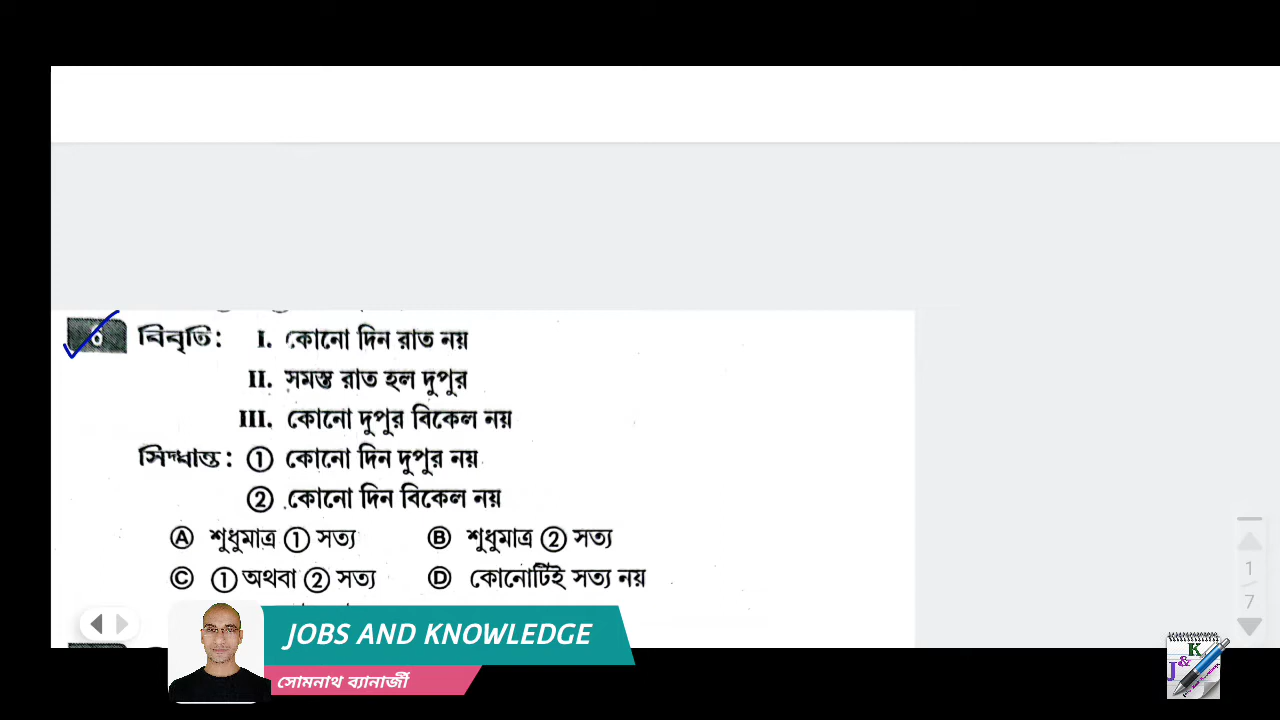 6 বিবৃতি: I. কোনো দিন রাত নয়
II. সমস্ত রাত হল দুপুর
III. কোনো দুপুর বিকেল নয়
সিদ্ধান্ত: ① কোনো দিন দুপুর নয়
② কোনো দিন বিকেল নয়
Ⓐ শুধুমাত্র ① সত্য Ⓑ শুধুমাত্র ② সত্য
Ⓒ ① অথবা ② সত্য Ⓓ কোনোটিই সত্য নয়
1
7
JOBS AND KNOWLEDGE
সোমনাথ ব্যানার্জী
J&K